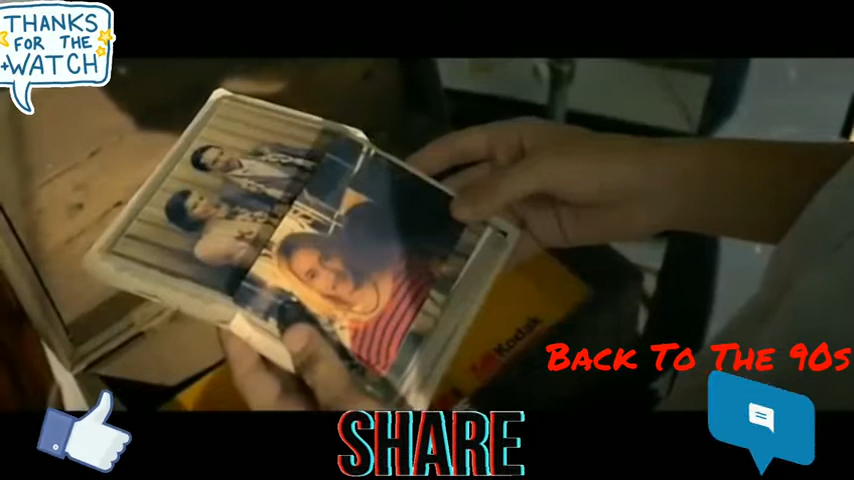 THANKS
FOR THE
WATCH
Kodak
BACK TO THE 90s
SHARE